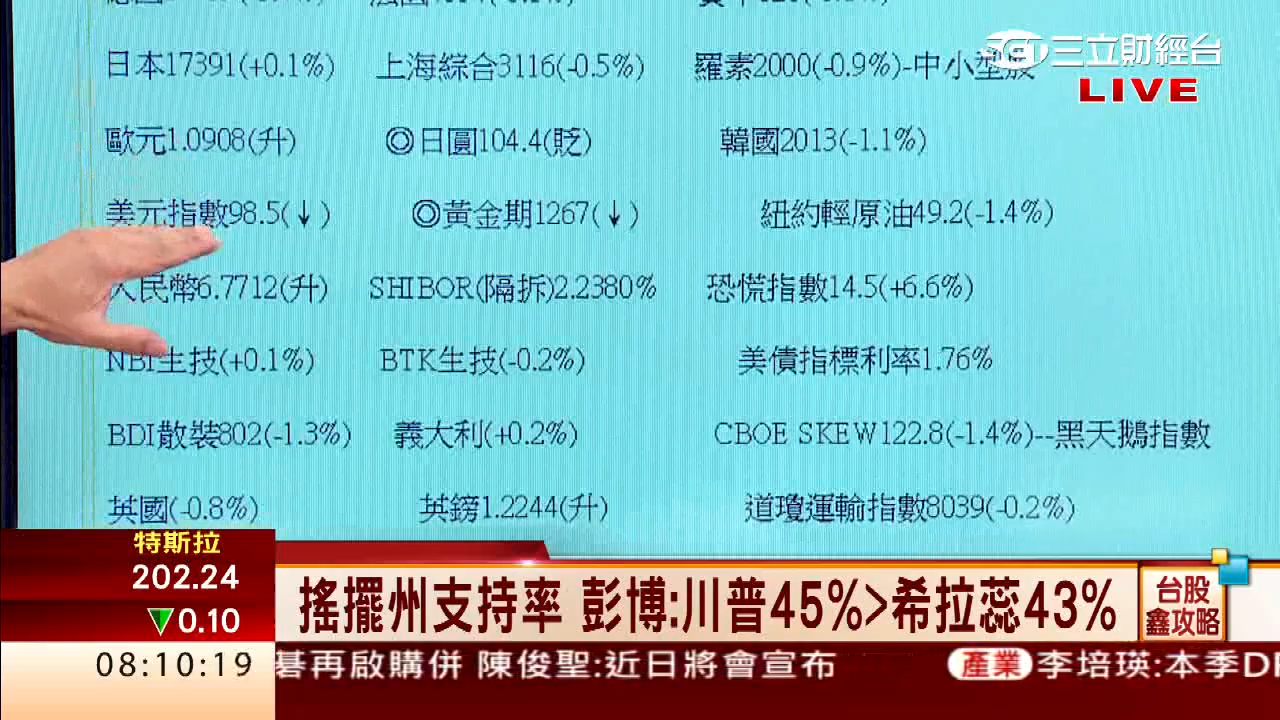 三立財經台
LIVE
日本17391(+0.1%) 上海綜合3116(-0.5%) 羅素2000(-0.9%)-中小型股
歐元1.0908(升) ◎日圓104.4(貶) 韓國2013(-1.1%)
美元指數98.5(↓) ◎黃金期1267(↓) 紐約輕原油49.2(-1.4%)
人民幣6.7712(升) SHIBOR(隔拆)2.2380% 恐慌指數14.5(+6.6%)
NBI生技(+0.1%) BTK生技(-0.2%) 美債指標利率1.76%
BDI散裝802(-1.3%) 義大利(+0.2%) CBOE SKEW122.8(-1.4%)--黑天鵝指數
英國(-0.8%) 英鎊1.2244(升) 道瓊運輸指數8039(-0.2%)
特斯拉
202.24
▼0.10
搖擺州支持率 彭博:川普45%>希拉蕊43%
台股
鑫攻略
08:10:19
再啟購併 陳俊聖:近日將會宣布 產業 李培瑛:本季